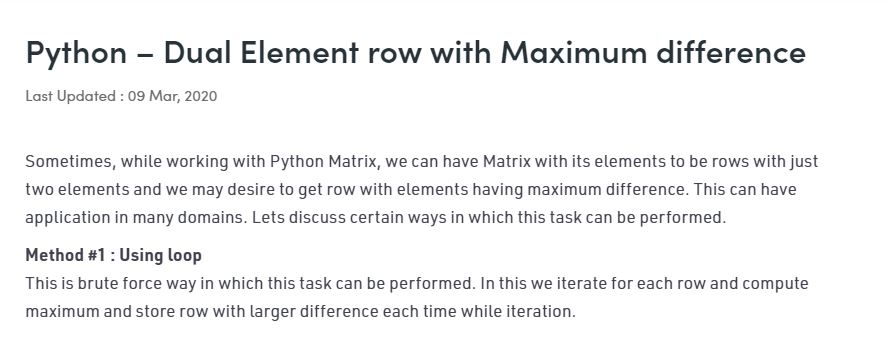 Python – Dual Element row with Maximum difference
Last Updated : 09 Mar, 2020
Sometimes, while working with Python Matrix, we can have Matrix with its elements to be rows with just
two elements and we may desire to get row with elements having maximum difference. This can have
application in many domains. Lets discuss certain ways in which this task can be performed.
Method #1 : Using loop
This is brute force way in which this task can be performed. In this we iterate for each row and compute
maximum and store row with larger difference each time while iteration.